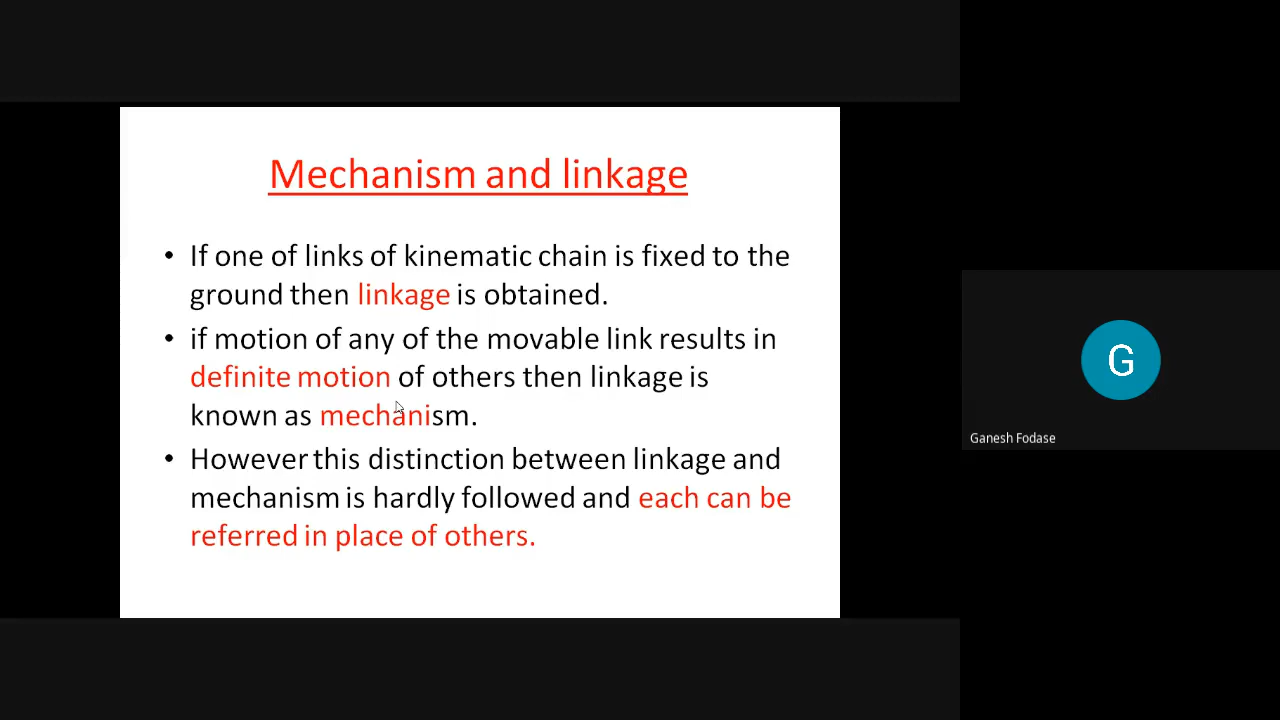 Mechanism and linkage
• If one of links of kinematic chain is fixed to the
ground then linkage is obtained.
• if motion of any of the movable link results in
definite motion of others then linkage is
known as mechanism.
• However this distinction between linkage and
mechanism is hardly followed and each can be
referred in place of others.
G
Ganesh Fodase